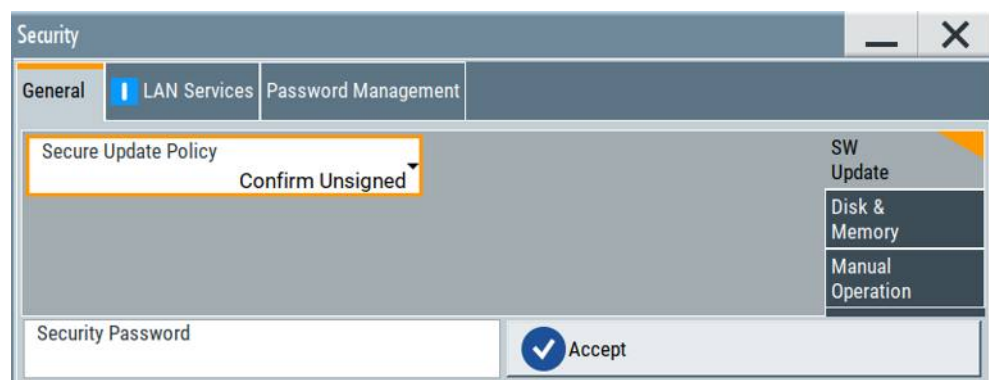 Security
General
LAN Services
Password Management
Secure Update Policy
Confirm Unsigned
SW
Update
Disk &
Memory
Manual
Operation
Security Password
Accept